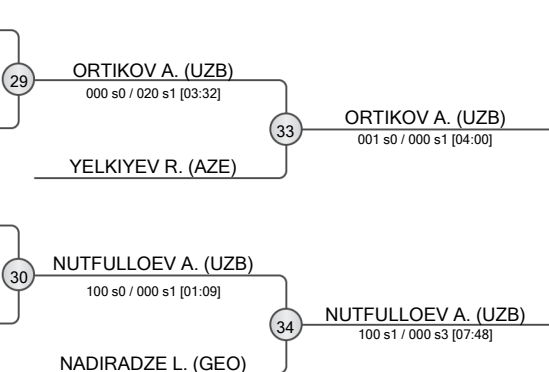 29
ORTIKOV A. (UZB)
000 s0 / 020 s1 [03:32]
33
ORTIKOV A. (UZB)
001 s0 / 000 s1 [04:00]
YELKIYEV R. (AZE)
30
NUTFULLOEV A. (UZB)
100 s0 / 000 s1 [01:09]
34
NUTFULLOEV A. (UZB)
100 s1 / 000 s3 [07:48]
NADIRADZE L. (GEO)